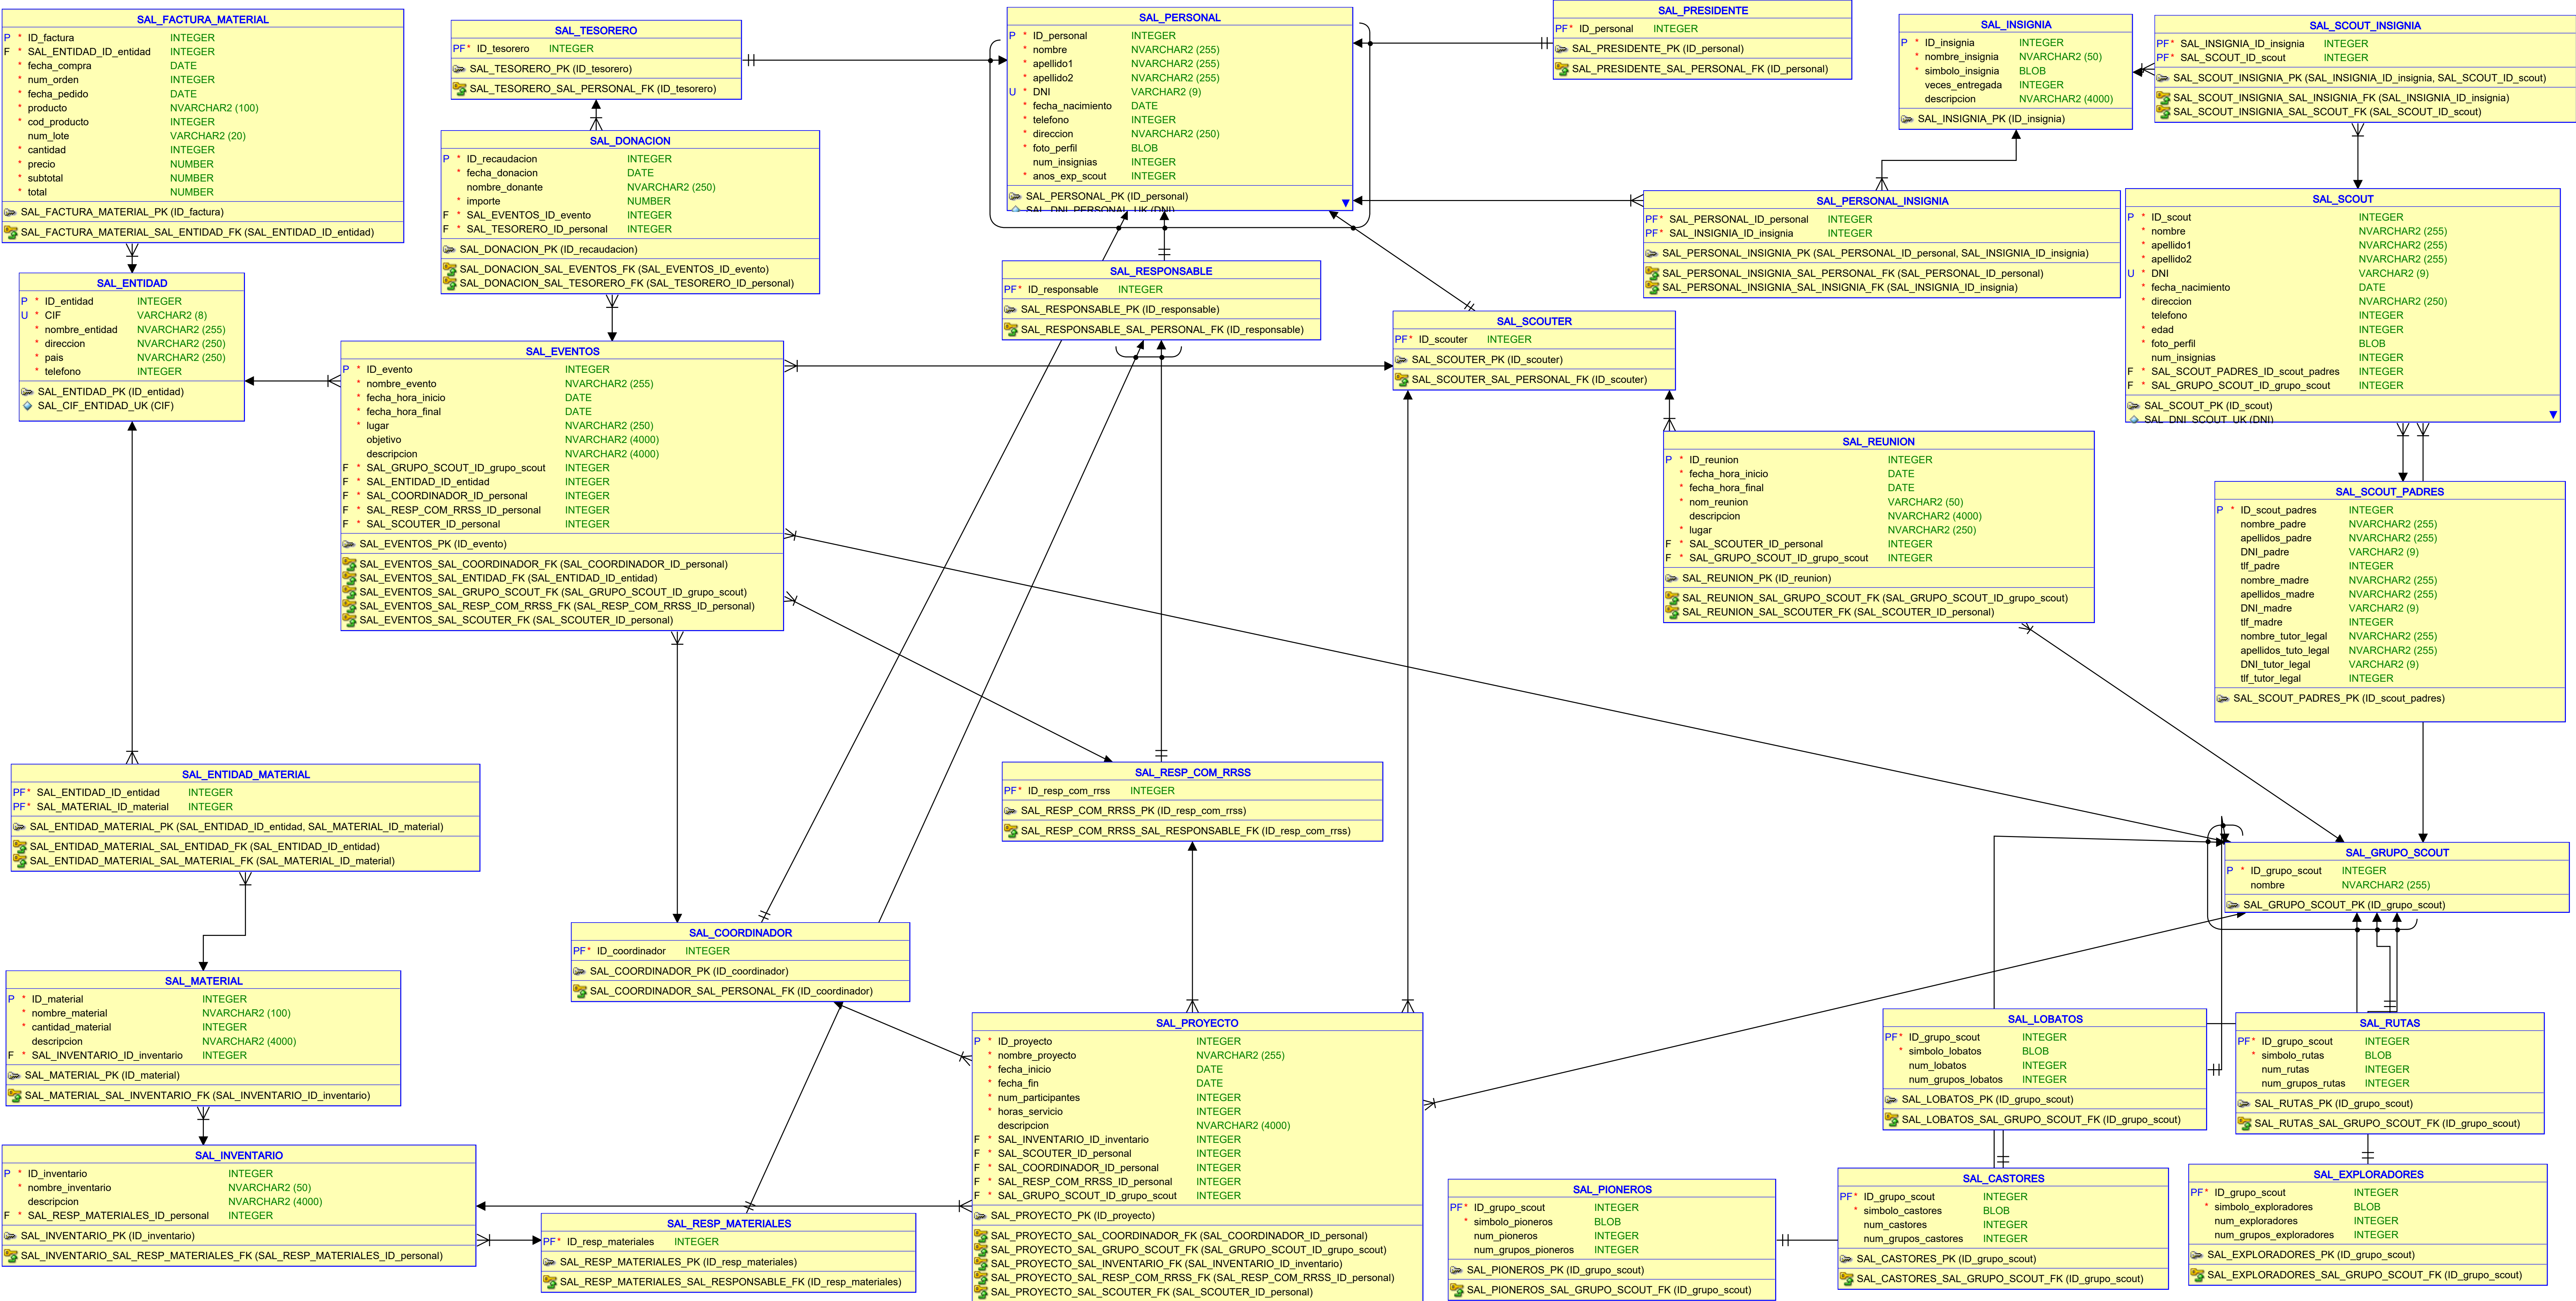 SAL_FACTURA_MATERIAL
P * ID_factura INTEGER
F * SAL_ENTIDAD_ID_entidad INTEGER
* fecha_compra DATE
* num_orden INTEGER
* fecha_pedido DATE
* producto NVARCHAR2 (100)
* cod_producto INTEGER
num_lote VARCHAR2 (20)
* cantidad INTEGER
* precio NUMBER
* subtotal NUMBER
* total NUMBER
SAL_FACTURA_MATERIAL_PK (ID_factura)
SAL_FACTURA_MATERIAL_SAL_ENTIDAD_FK (SAL_ENTIDAD_ID_entidad)
SAL_TESORERO
PF* ID_tesorero INTEGER
SAL_TESORERO_PK (ID_tesorero)
SAL_TESORERO_SAL_PERSONAL_FK (ID_tesorero)
SAL_PERSONAL
P * ID_personal INTEGER
* nombre NVARCHAR2 (255)
* apellido1 NVARCHAR2 (255)
* apellido2 NVARCHAR2 (255)
U * DNI VARCHAR2 (9)
* fecha_nacimiento DATE
* telefono INTEGER
* direccion NVARCHAR2 (250)
* foto_perfil BLOB
num_insignias INTEGER
* anos_exp_scout INTEGER
SAL_PERSONAL_PK (ID_personal)
SAL_DNI_PERSONAL_UK (DNI)
SAL_PRESIDENTE
PF* ID_personal INTEGER
SAL_PRESIDENTE_PK (ID_personal)
SAL_PRESIDENTE_SAL_PERSONAL_FK (ID_personal)
SAL_INSIGNIA
P * ID_insignia INTEGER
* nombre_insignia NVARCHAR2 (50)
* simbolo_insignia BLOB
veces_entregada INTEGER
descripcion NVARCHAR2 (4000)
SAL_INSIGNIA_PK (ID_insignia)
SAL_SCOUT_INSIGNIA
PF* SAL_INSIGNIA_ID_insignia INTEGER
PF* SAL_SCOUT_ID_scout INTEGER
SAL_SCOUT_INSIGNIA_PK (SAL_INSIGNIA_ID_insignia, SAL_SCOUT_ID_scout)
SAL_SCOUT_INSIGNIA_SAL_INSIGNIA_FK (SAL_INSIGNIA_ID_insignia)
SAL_SCOUT_INSIGNIA_SAL_SCOUT_FK (SAL_SCOUT_ID_scout)
SAL_DONACION
P * ID_recaudacion INTEGER
* fecha_donacion DATE
nombre_donante NVARCHAR2 (250)
* importe NUMBER
F * SAL_EVENTOS_ID_evento INTEGER
F * SAL_TESORERO_ID_personal INTEGER
SAL_DONACION_PK (ID_recaudacion)
SAL_DONACION_SAL_EVENTOS_FK (SAL_EVENTOS_ID_evento)
SAL_DONACION_SAL_TESORERO_FK (SAL_TESORERO_ID_personal)
SAL_PERSONAL_INSIGNIA
PF* SAL_PERSONAL_ID_personal INTEGER
PF* SAL_INSIGNIA_ID_insignia INTEGER
SAL_PERSONAL_INSIGNIA_PK (SAL_PERSONAL_ID_personal, SAL_INSIGNIA_ID_insignia)
SAL_PERSONAL_INSIGNIA_SAL_PERSONAL_FK (SAL_PERSONAL_ID_personal)
SAL_PERSONAL_INSIGNIA_SAL_INSIGNIA_FK (SAL_INSIGNIA_ID_insignia)
SAL_SCOUT
P * ID_scout INTEGER
* nombre NVARCHAR2 (255)
* apellido1 NVARCHAR2 (255)
* apellido2 NVARCHAR2 (255)
U * DNI VARCHAR2 (9)
* fecha_nacimiento DATE
* direccion NVARCHAR2 (250)
telefono INTEGER
* edad INTEGER
* foto_perfil BLOB
num_insignias INTEGER
F * SAL_SCOUT_PADRES_ID_scout_padres INTEGER
F * SAL_GRUPO_SCOUT_ID_grupo_scout INTEGER
SAL_SCOUT_PK (ID_scout)
SAL_DNI_SCOUT_UK (DNI)
SAL_ENTIDAD
P * ID_entidad INTEGER
U * CIF VARCHAR2 (8)
* nombre_entidad NVARCHAR2 (255)
* direccion NVARCHAR2 (250)
* pais NVARCHAR2 (250)
* telefono INTEGER
SAL_ENTIDAD_PK (ID_entidad)
SAL_CIF_ENTIDAD_UK (CIF)
SAL_RESPONSABLE
PF* ID_responsable INTEGER
SAL_RESPONSABLE_PK (ID_responsable)
SAL_RESPONSABLE_SAL_PERSONAL_FK (ID_responsable)
SAL_SCOUTER
PF* ID_scouter INTEGER
SAL_SCOUTER_PK (ID_scouter)
SAL_SCOUTER_SAL_PERSONAL_FK (ID_scouter)
SAL_EVENTOS
P * ID_evento INTEGER
* nombre_evento NVARCHAR2 (255)
* fecha_hora_inicio DATE
* fecha_hora_final DATE
* lugar NVARCHAR2 (250)
objetivo NVARCHAR2 (4000)
descripcion NVARCHAR2 (4000)
F * SAL_GRUPO_SCOUT_ID_grupo_scout INTEGER
F * SAL_ENTIDAD_ID_entidad INTEGER
F * SAL_COORDINADOR_ID_personal INTEGER
F * SAL_RESP_COM_RRSS_ID_personal INTEGER
F * SAL_SCOUTER_ID_personal INTEGER
SAL_EVENTOS_PK (ID_evento)
SAL_EVENTOS_SAL_COORDINADOR_FK (SAL_COORDINADOR_ID_personal)
SAL_EVENTOS_SAL_ENTIDAD_FK (SAL_ENTIDAD_ID_entidad)
SAL_EVENTOS_SAL_GRUPO_SCOUT_FK (SAL_GRUPO_SCOUT_ID_grupo_scout)
SAL_EVENTOS_SAL_RESP_COM_RRSS_FK (SAL_RESP_COM_RRSS_ID_personal)
SAL_EVENTOS_SAL_SCOUTER_FK (SAL_SCOUTER_ID_personal)
SAL_REUNION
P * ID_reunion INTEGER
* fecha_hora_inicio DATE
* fecha_hora_final DATE
* nom_reunion VARCHAR2 (50)
descripcion NVARCHAR2 (4000)
* lugar NVARCHAR2 (250)
F * SAL_SCOUTER_ID_personal INTEGER
F * SAL_GRUPO_SCOUT_ID_grupo_scout INTEGER
SAL_REUNION_PK (ID_reunion)
SAL_REUNION_SAL_GRUPO_SCOUT_FK (SAL_GRUPO_SCOUT_ID_grupo_scout)
SAL_REUNION_SAL_SCOUTER_FK (SAL_SCOUTER_ID_personal)
SAL_SCOUT_PADRES
P * ID_scout_padres INTEGER
nombre_padre NVARCHAR2 (255)
apellidos_padre NVARCHAR2 (255)
DNI_padre VARCHAR2 (9)
tlf_padre INTEGER
nombre_madre NVARCHAR2 (255)
apellidos_madre NVARCHAR2 (255)
DNI_madre VARCHAR2 (9)
tlf_madre INTEGER
nombre_tutor_legal NVARCHAR2 (255)
apellidos_tuto_legal NVARCHAR2 (255)
DNI_tutor_legal VARCHAR2 (9)
tlf_tutor_legal INTEGER
SAL_SCOUT_PADRES_PK (ID_scout_padres)
SAL_ENTIDAD_MATERIAL
PF* SAL_ENTIDAD_ID_entidad INTEGER
PF* SAL_MATERIAL_ID_material INTEGER
SAL_ENTIDAD_MATERIAL_PK (SAL_ENTIDAD_ID_entidad, SAL_MATERIAL_ID_material)
SAL_ENTIDAD_MATERIAL_SAL_ENTIDAD_FK (SAL_ENTIDAD_ID_entidad)
SAL_ENTIDAD_MATERIAL_SAL_MATERIAL_FK (SAL_MATERIAL_ID_material)
SAL_RESP_COM_RRSS
PF* ID_resp_com_rrss INTEGER
SAL_RESP_COM_RRSS_PK (ID_resp_com_rrss)
SAL_RESP_COM_RRSS_SAL_RESPONSABLE_FK (ID_resp_com_rrss)
SAL_GRUPO_SCOUT
P * ID_grupo_scout INTEGER
nombre NVARCHAR2 (255)
SAL_GRUPO_SCOUT_PK (ID_grupo_scout)
SAL_COORDINADOR
PF* ID_coordinador INTEGER
SAL_COORDINADOR_PK (ID_coordinador)
SAL_COORDINADOR_SAL_PERSONAL_FK (ID_coordinador)
SAL_MATERIAL
P * ID_material INTEGER
* nombre_material NVARCHAR2 (100)
* cantidad_material INTEGER
descripcion NVARCHAR2 (4000)
F * SAL_INVENTARIO_ID_inventario INTEGER
SAL_MATERIAL_PK (ID_material)
SAL_MATERIAL_SAL_INVENTARIO_FK (SAL_INVENTARIO_ID_inventario)
SAL_PROYECTO
P * ID_proyecto INTEGER
* nombre_proyecto NVARCHAR2 (255)
* fecha_inicio DATE
* fecha_fin DATE
* num_participantes INTEGER
* horas_servicio INTEGER
descripcion NVARCHAR2 (4000)
F * SAL_INVENTARIO_ID_inventario INTEGER
F * SAL_SCOUTER_ID_personal INTEGER
F * SAL_COORDINADOR_ID_personal INTEGER
F * SAL_RESP_COM_RRSS_ID_personal INTEGER
F * SAL_GRUPO_SCOUT_ID_grupo_scout INTEGER
SAL_PROYECTO_PK (ID_proyecto)
SAL_PROYECTO_SAL_COORDINADOR_FK (SAL_COORDINADOR_ID_personal)
SAL_PROYECTO_SAL_GRUPO_SCOUT_FK (SAL_GRUPO_SCOUT_ID_grupo_scout)
SAL_PROYECTO_SAL_INVENTARIO_FK (SAL_INVENTARIO_ID_inventario)
SAL_PROYECTO_SAL_RESP_COM_RRSS_FK (SAL_RESP_COM_RRSS_ID_personal)
SAL_PROYECTO_SAL_SCOUTER_FK (SAL_SCOUTER_ID_personal)
SAL_LOBATOS
PF* ID_grupo_scout INTEGER
* simbolo_lobatos BLOB
num_lobatos INTEGER
num_grupos_lobatos INTEGER
SAL_LOBATOS_PK (ID_grupo_scout)
SAL_LOBATOS_SAL_GRUPO_SCOUT_FK (ID_grupo_scout)
SAL_RUTAS
PF* ID_grupo_scout INTEGER
* simbolo_rutas BLOB
num_rutas INTEGER
num_grupos_rutas INTEGER
SAL_RUTAS_PK (ID_grupo_scout)
SAL_RUTAS_SAL_GRUPO_SCOUT_FK (ID_grupo_scout)
SAL_INVENTARIO
P * ID_inventario INTEGER
* nombre_inventario NVARCHAR2 (50)
descripcion NVARCHAR2 (4000)
F * SAL_RESP_MATERIALES_ID_personal INTEGER
SAL_INVENTARIO_PK (ID_inventario)
SAL_INVENTARIO_SAL_RESP_MATERIALES_FK (SAL_RESP_MATERIALES_ID_personal)
SAL_RESP_MATERIALES
PF* ID_resp_materiales INTEGER
SAL_RESP_MATERIALES_PK (ID_resp_materiales)
SAL_RESP_MATERIALES_SAL_RESPONSABLE_FK (ID_resp_materiales)
SAL_PIONEROS
PF* ID_grupo_scout INTEGER
* simbolo_pioneros BLOB
num_pioneros INTEGER
num_grupos_pioneros INTEGER
SAL_PIONEROS_PK (ID_grupo_scout)
SAL_PIONEROS_SAL_GRUPO_SCOUT_FK (ID_grupo_scout)
SAL_CASTORES
PF* ID_grupo_scout INTEGER
* simbolo_castores BLOB
num_castores INTEGER
num_grupos_castores INTEGER
SAL_CASTORES_PK (ID_grupo_scout)
SAL_CASTORES_SAL_GRUPO_SCOUT_FK (ID_grupo_scout)
SAL_EXPLORADORES
PF* ID_grupo_scout INTEGER
* simbolo_exploradores BLOB
num_exploradores INTEGER
num_grupos_exploradores INTEGER
SAL_EXPLORADORES_PK (ID_grupo_scout)
SAL_EXPLORADORES_SAL_GRUPO_SCOUT_FK (ID_grupo_scout)